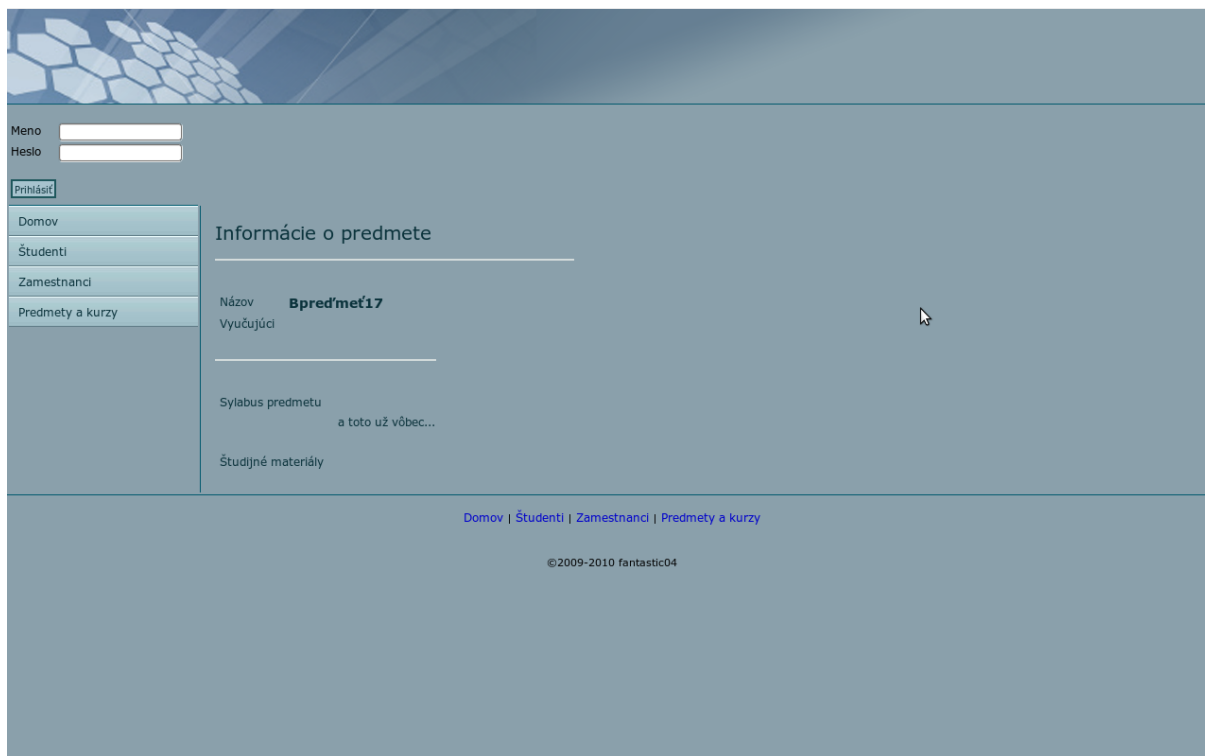 Meno
Heslo
Prihlásiť
Domov
Študenti
Zamestnanci
Predmety a kurzy
Informácie o predmete
Názov Bpreďmeť17
Vyučujúci
Sylabus predmetu
a toto už vôbec...
Študijné materiály
Domov | Študenti | Zamestnanci | Predmety a kurzy
©2009-2010 fantastic04